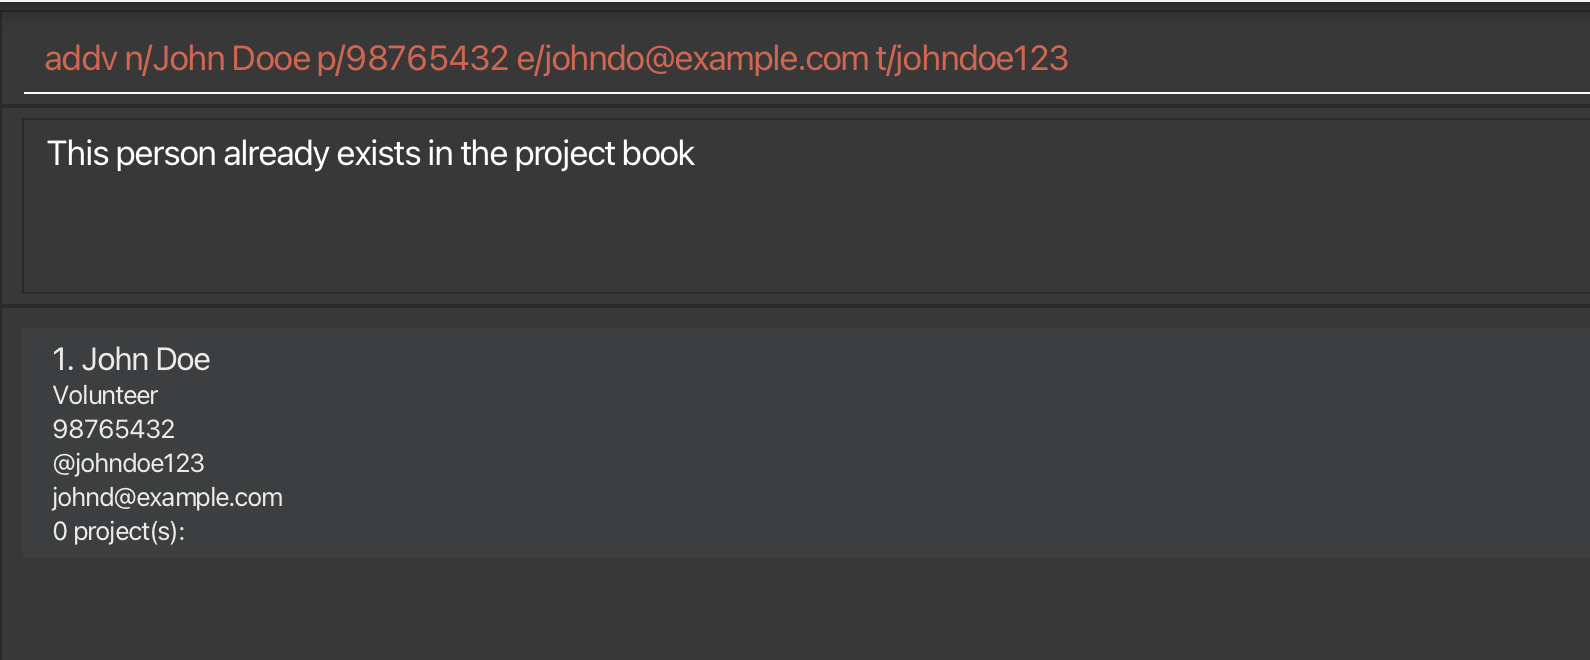 addv n/John Dooe p/98765432 e/johndo@example.com t/johndoe123
This person already exists in the project book
1. John Doe
Volunteer
98765432
@johndoe123
johnd@example.com
0 project(s):